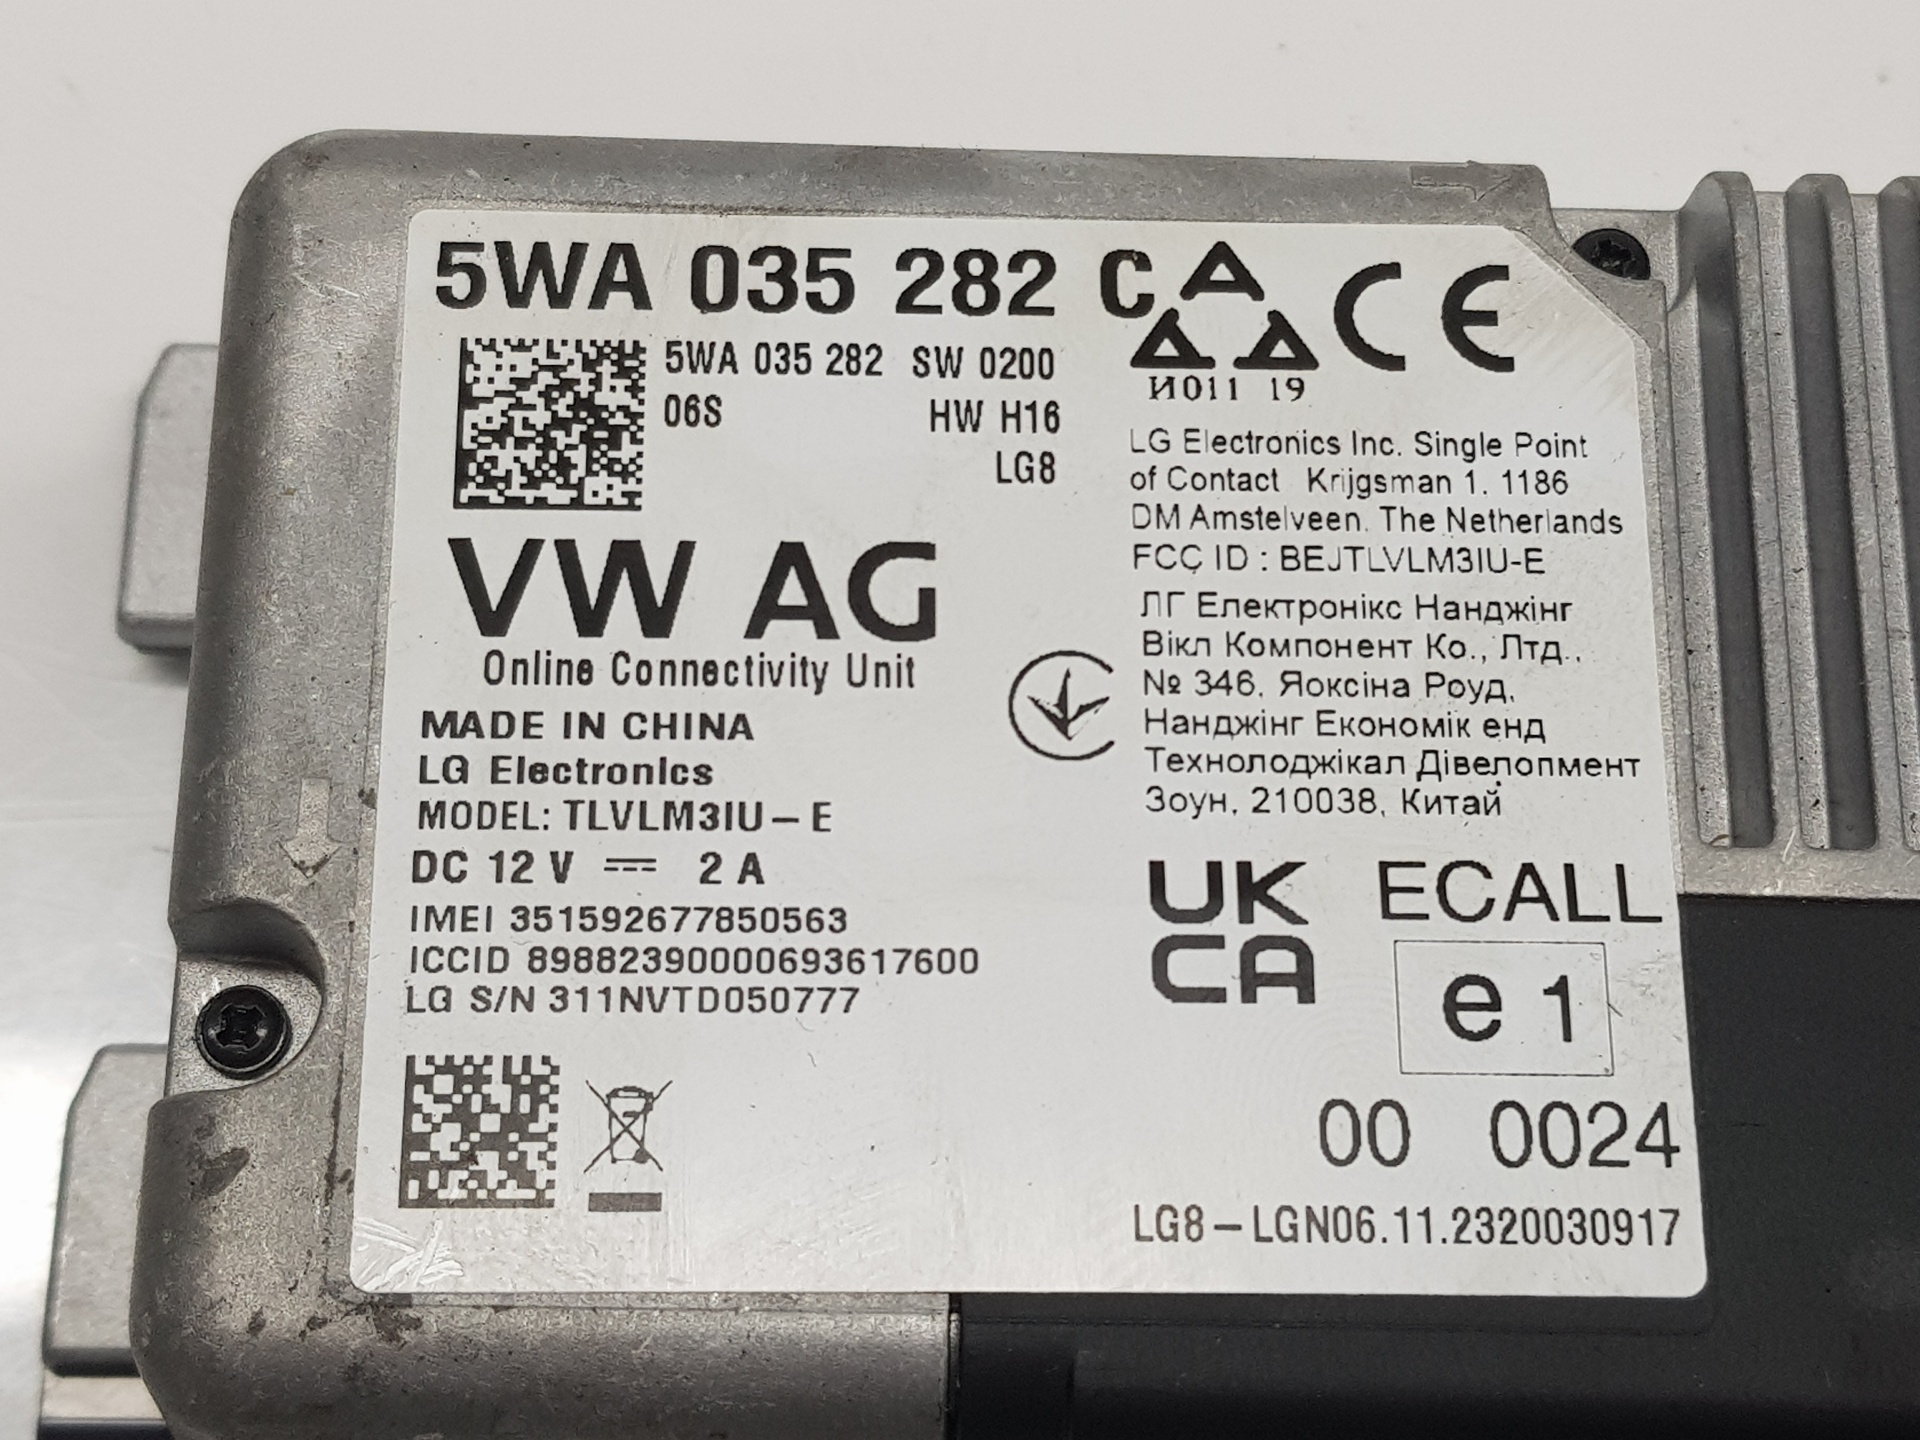 5WA 035 282 C
5WA 035 282 SW 0200
06S HW H16
LG8
VW AG
Online Connectivity Unit
MADE IN CHINA
LG Electronics
MODEL: TLVLM3IU-E
DC 12 V ⎓ 2 A
IMEI 351592677850563
ICCID 89882390000693617600
LG S/N 311NVTD050777
CE
И011 19
LG Electronics Inc. Single Point
of Contact Krijgsman 1. 1186
DM Amstelveen. The Netherlands
FCC ID : BEJTLVLM3IU-E
ЛГ Електронікс Нанджінг
Вікл Компонент Ко., Лтд.,
№ 346, Яоксіна Роуд,
Нанджінг Економік енд
Технолоджікал Дівелопмент
Зоун, 210038, Китай
UK
CA
ECALL
e 1
00 0024
LG8-LGN06.11.2320030917